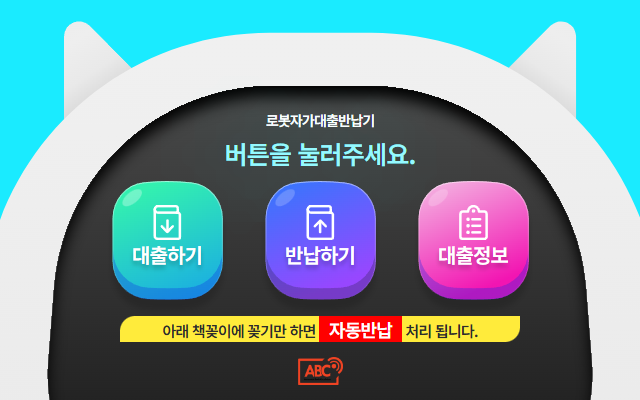 로봇자가대출반납기
버튼을 눌러주세요.
대출하기
반납하기
대출정보
아래 책꽂이에 꽂기만 하면 자동반납 처리 됩니다.
ABC